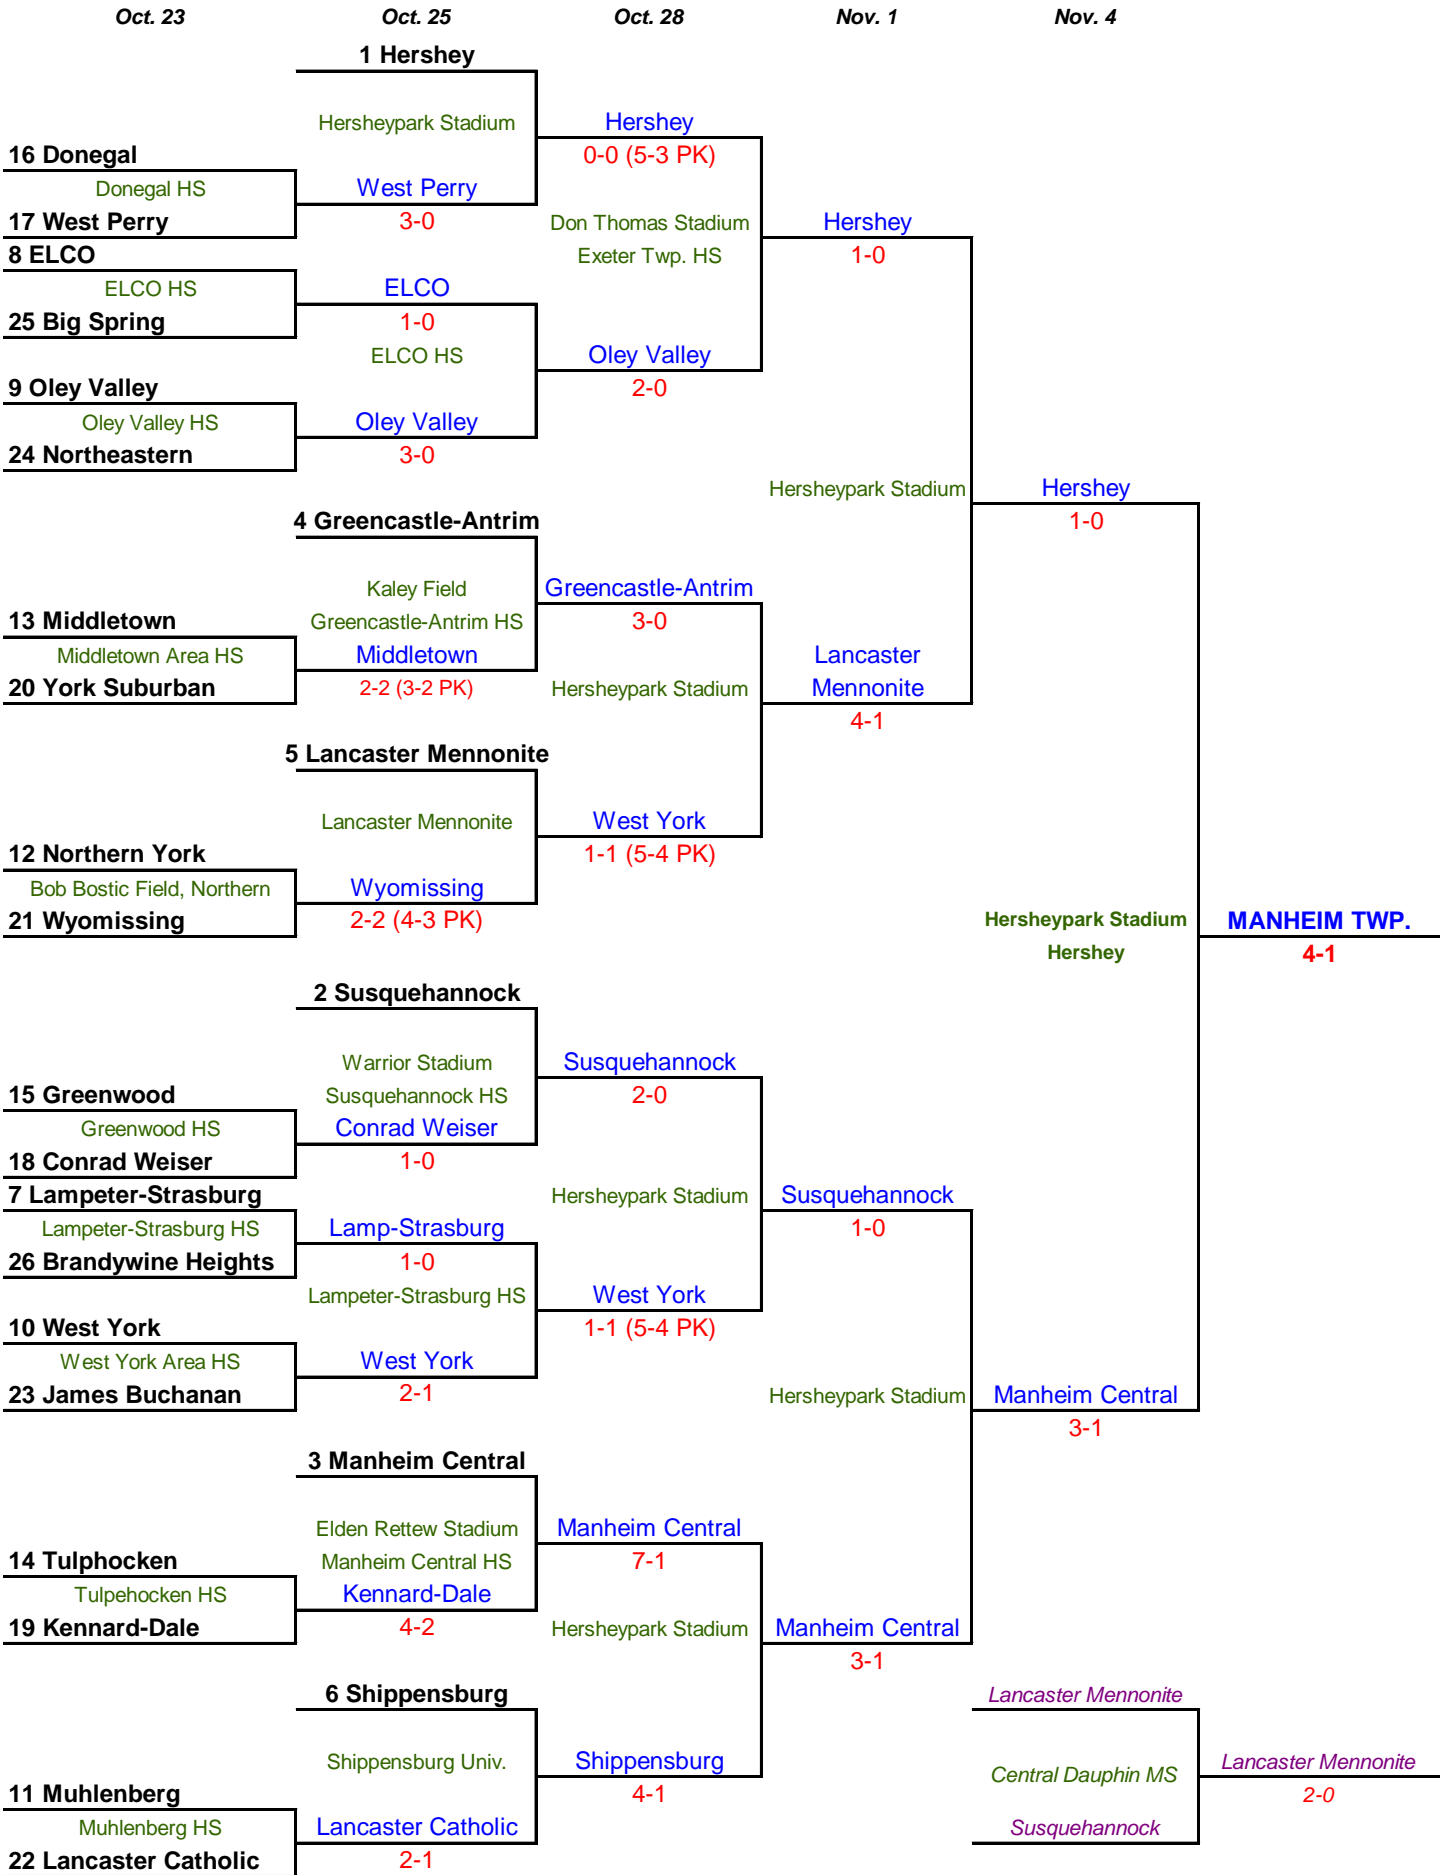 Oct. 23 Oct. 25 Oct. 28 Nov. 1 Nov. 4
1 Hershey
Hersheypark Stadium Hershey
16 Donegal 0-0 (5-3 PK)
Donegal HS West Perry
17 West Perry 3-0 Don Thomas Stadium Hershey
8 ELCO Exeter Twp. HS 1-0
ELCO HS ELCO
25 Big Spring 1-0
ELCO HS Oley Valley
9 Oley Valley 2-0
Oley Valley HS Oley Valley
24 Northeastern 3-0
Hersheypark Stadium Hershey
4 Greencastle-Antrim 1-0
Kaley Field Greencastle-Antrim
13 Middletown Greencastle-Antrim HS 3-0
Middletown Area HS Middletown Lancaster
20 York Suburban 2-2 (3-2 PK) Hersheypark Stadium Mennonite
4-1
5 Lancaster Mennonite
Lancaster Mennonite West York
12 Northern York 1-1 (5-4 PK)
Bob Bostic Field, Northern Wyomissing
21 Wyomissing 2-2 (4-3 PK) Hersheypark Stadium MANHEIM TWP.
Hershey 4-1
2 Susquehannock
Warrior Stadium Susquehannock
15 Greenwood Susquehannock HS 2-0
Greenwood HS Conrad Weiser
18 Conrad Weiser 1-0
7 Lampeter-Strasburg Hersheypark Stadium Susquehannock
Lampeter-Strasburg HS Lamp-Strasburg 1-0
26 Brandywine Heights 1-0
Lampeter-Strasburg HS West York
10 West York 1-1 (5-4 PK)
West York Area HS West York
23 James Buchanan 2-1 Hersheypark Stadium Manheim Central
3-1
3 Manheim Central
Elden Rettew Stadium Manheim Central
14 Tulphocken Manheim Central HS 7-1
Tulpehocken HS Kennard-Dale
19 Kennard-Dale 4-2 Hersheypark Stadium Manheim Central
3-1
6 Shippensburg Lancaster Mennonite
Shippensburg Univ. Shippensburg Central Dauphin MS Lancaster Mennonite
11 Muhlenberg 4-1 2-0
Muhlenberg HS Lancaster Catholic Susquehannock
22 Lancaster Catholic 2-1